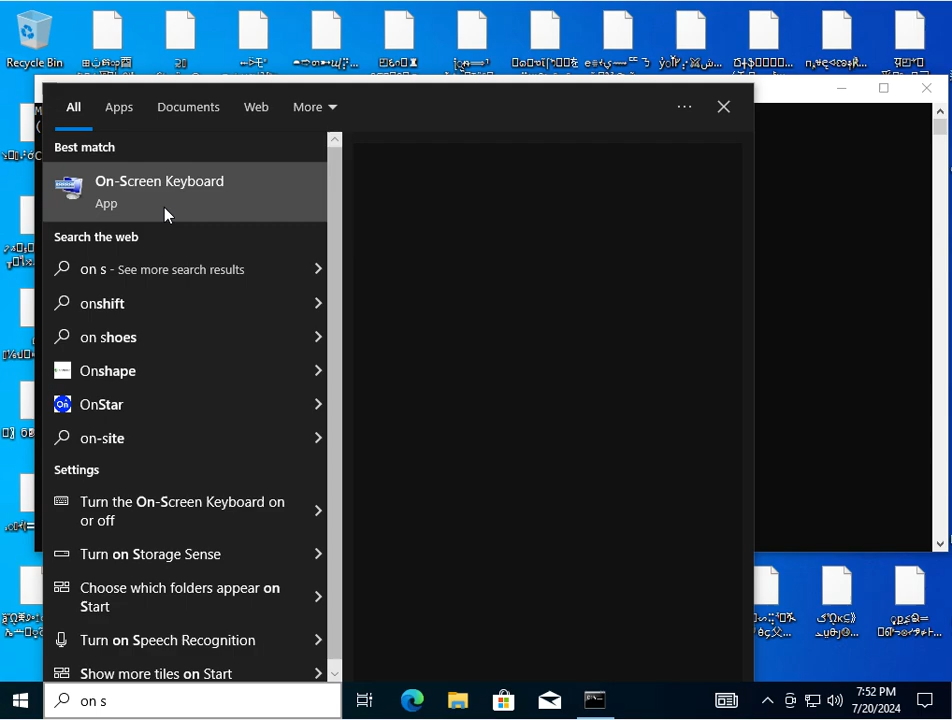 Recycle Bin
All
Apps
Documents
Web
More
Best match
On-Screen Keyboard
App
Search the web
on s - See more search results
onshift
on shoes
Onshape
OnStar
on-site
Settings
Turn the On-Screen Keyboard on
or off
Turn on Storage Sense
Choose which folders appear on
Start
Turn on Speech Recognition
Show more tiles on Start
on s
7:52 PM
7/20/2024